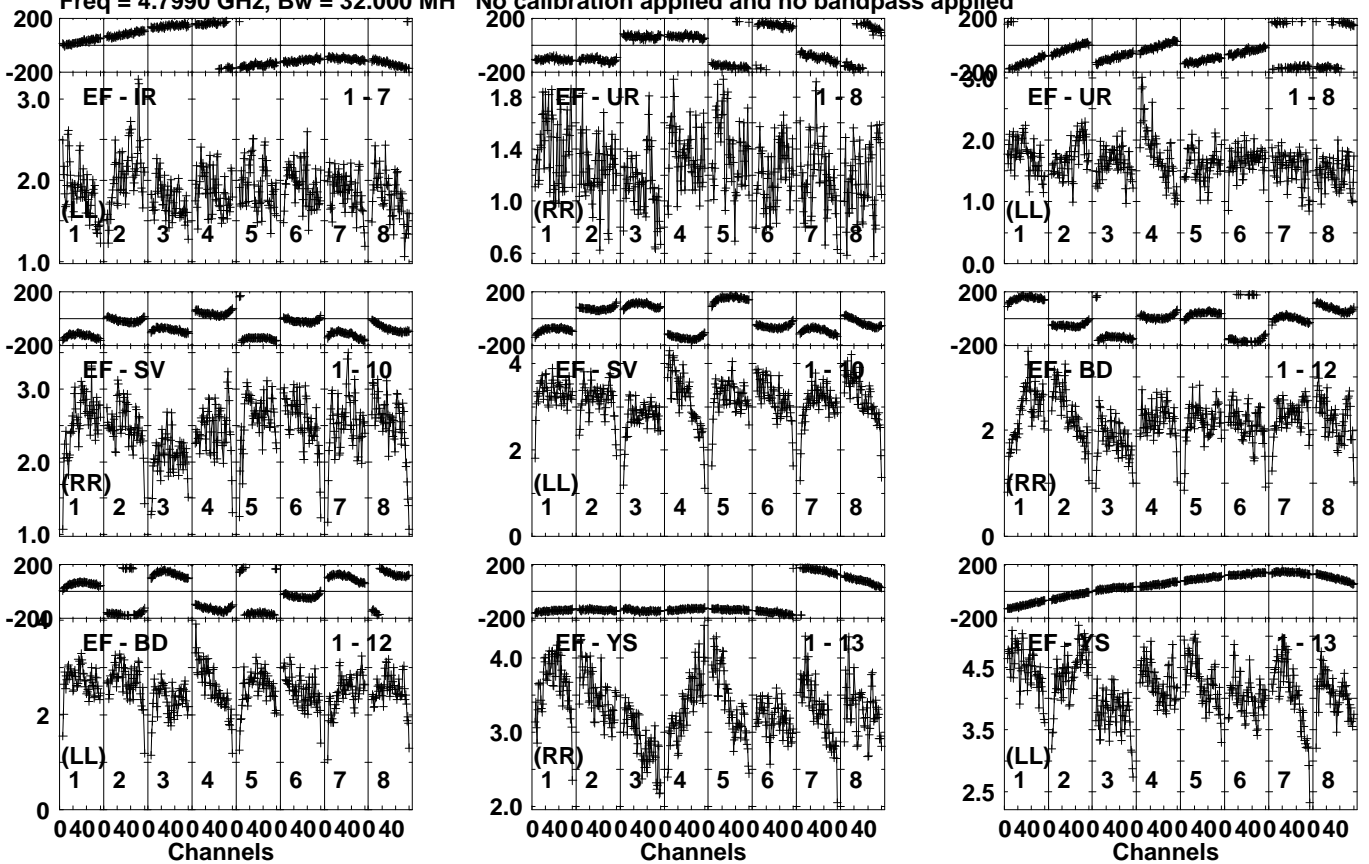 Freq = 4.7990 GHz, Bw = 32.000 MH No calibration applied and no bandpass applied
200
-200
EF - IR 1 - 7
3.0
2.0
(LL)
1 2 3 4 5 6 7 8
1.0
200
-200
EF - UR 1 - 8
1.8
1.4
1.0
(RR)
1 2 3 4 5 6 7 8
0.6
200
-200
3.0
EF - UR 1 - 8
2.0
1.0
(LL)
1 2 3 4 5 6 7 8
0.0
200
-200
EF - SV 1 - 10
3.0
2.0
(RR)
1 2 3 4 5 6 7 8
1.0
200
-200
4
EF - SV 1 - 10
2
(LL)
1 2 3 4 5 6 7 8
0
200
-200
EF - BD 1 - 12
2
(RR)
1 2 3 4 5 6 7 8
0
200
-200
4
EF - BD 1 - 12
2
(LL)
1 2 3 4 5 6 7 8
0
0 40 0 40 0 40 0 40 0 40 0 40 0 40 0 40
Channels
200
-200
EF - YS 1 - 13
4.0
3.0
(RR)
1 2 3 4 5 6 7 8
2.0
0 40 0 40 0 40 0 40 0 40 0 40 0 40 0 40
Channels
200
-200
EF - YS 1 - 13
4.5
3.5
(LL)
1 2 3 4 5 6 7 8
2.5
0 40 0 40 0 40 0 40 0 40 0 40 0 40 0 40
Channels